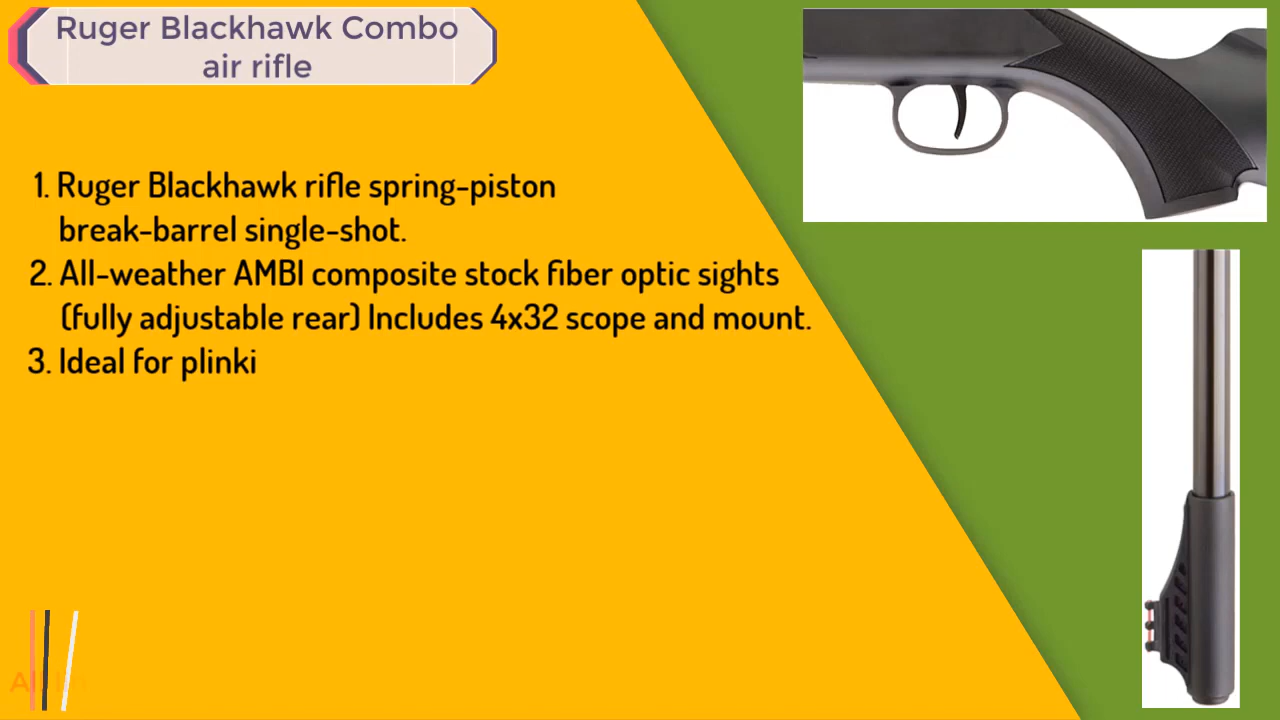 Ruger Blackhawk Combo
air rifle
1. Ruger Blackhawk rifle spring-piston
break-barrel single-shot.
2. All-weather AMBI composite stock fiber optic sights
(fully adjustable rear) Includes 4x32 scope and mount.
3. Ideal for plinki